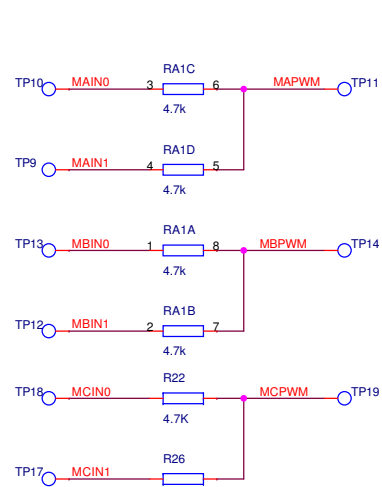 RA1C
TP10 MAIN0 3 6 MAPWM TP11
4.7k
RA1D
TP9 MAIN1 4 5
4.7k
RA1A
TP13 MBIN0 1 8 MBPWM TP14
4.7k
RA1B
TP12 MBIN1 2 7
4.7k
R22
TP18 MCIN0 MCPWM TP19
4.7K
R26
TP17 MCIN1